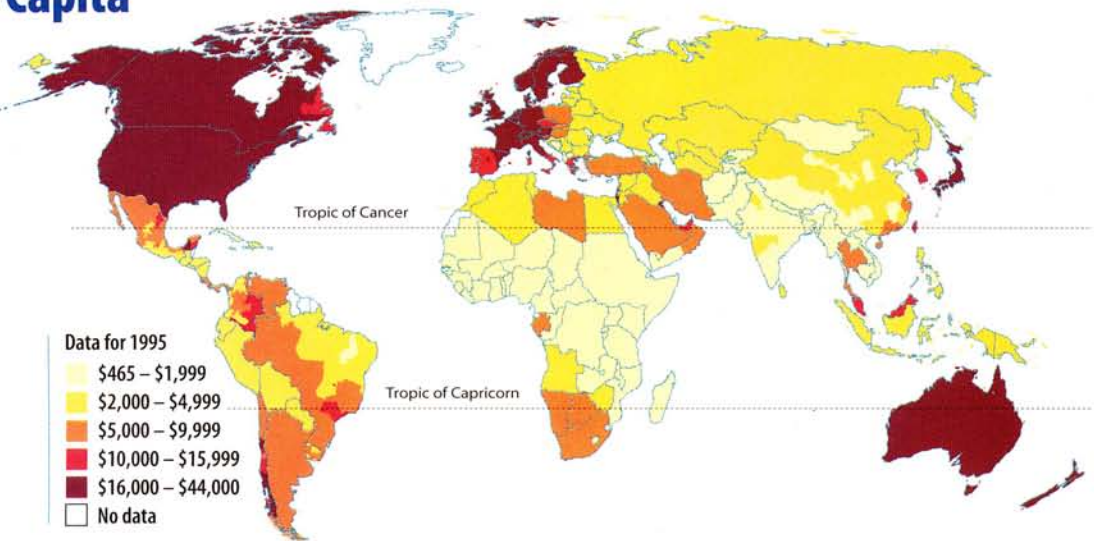 Capita
Tropic of Cancer
Tropic of Capricorn
Data for 1995
$465 – $1,999
$2,000 – $4,999
$5,000 – $9,999
$10,000 – $15,999
$16,000 – $44,000
No data